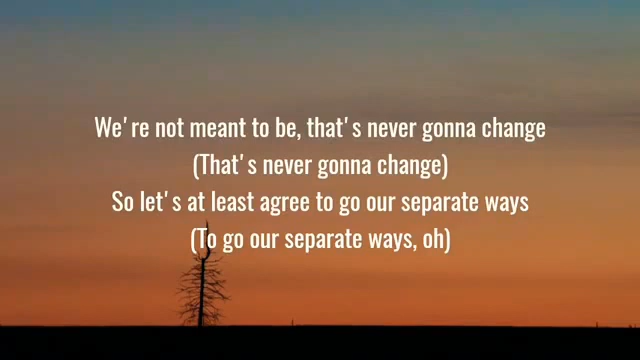 We're not meant to be, that's never gonna change
(That's never gonna change)
So let's at least agree to go our separate ways
(To go our separate ways, oh)